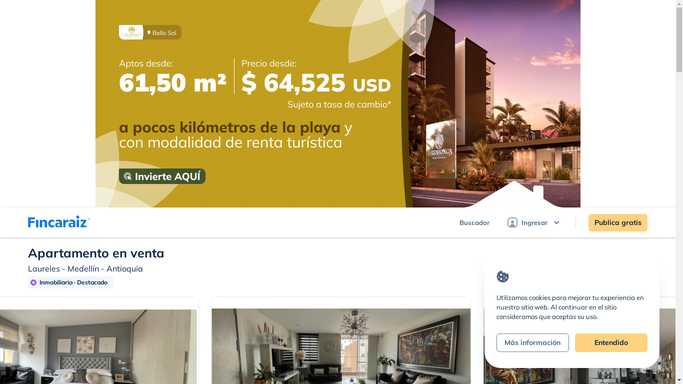 Bello Sol
Aptos desde:
61,50 m²
Precio desde:
$ 64,525 USD
Sujeto a tasa de cambio*
a pocos kilómetros de la playa y
con modalidad de renta turística
Invierte AQUÍ
Fincaraiz
Buscador
Ingresar
Publica gratis
Apartamento en venta
Laureles - Medellín - Antioquia
Inmobiliaria · Destacado
Utilizamos cookies para mejorar tu experiencia en
nuestro sitio web. Al continuar en el sitio
consideramos que aceptas su uso.
Más información
Entendido